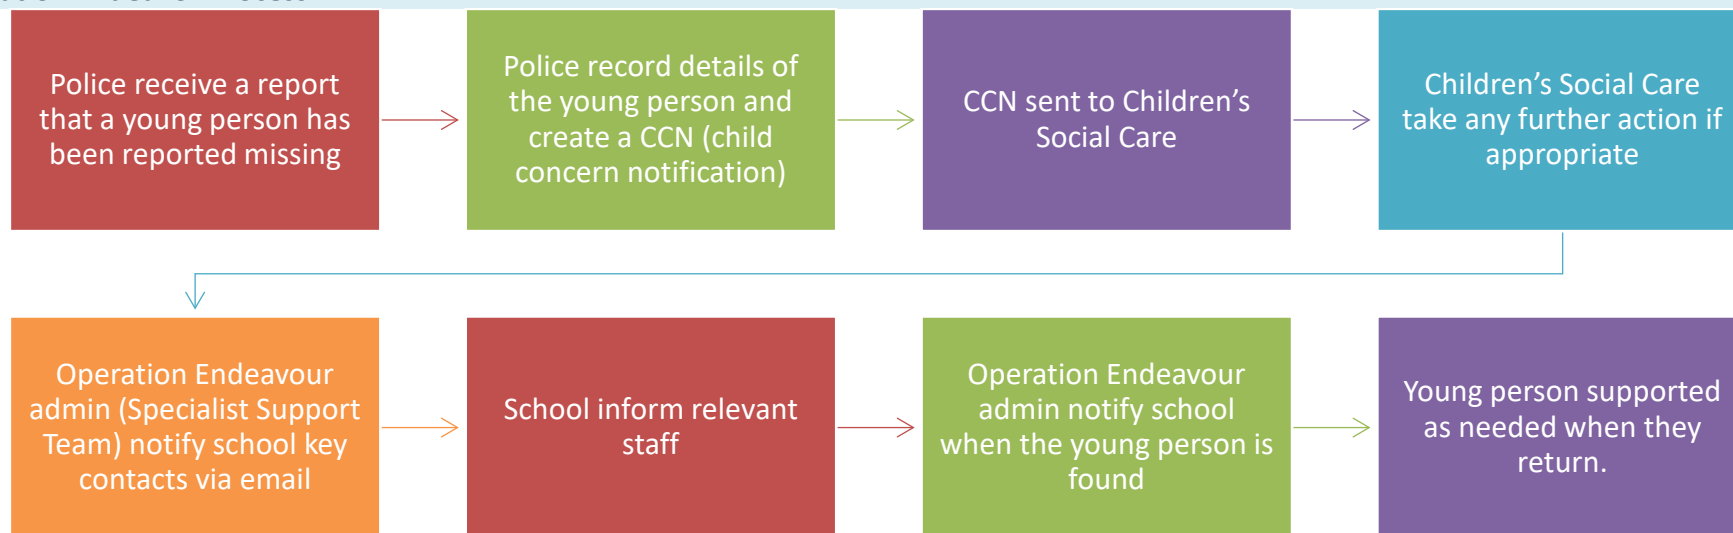 Police receive a report
that a young person has
been reported missing
Police record details of
the young person and
create a CCN (child
concern notification)
CCN sent to Children's
Social Care
Children's Social Care
take any further action if
appropriate
Operation Endeavour
admin (Specialist Support
Team) notify school key
contacts via email
School inform relevant
staff
Operation Endeavour
admin notify school
when the young person is
found
Young person supported
as needed when they
return.